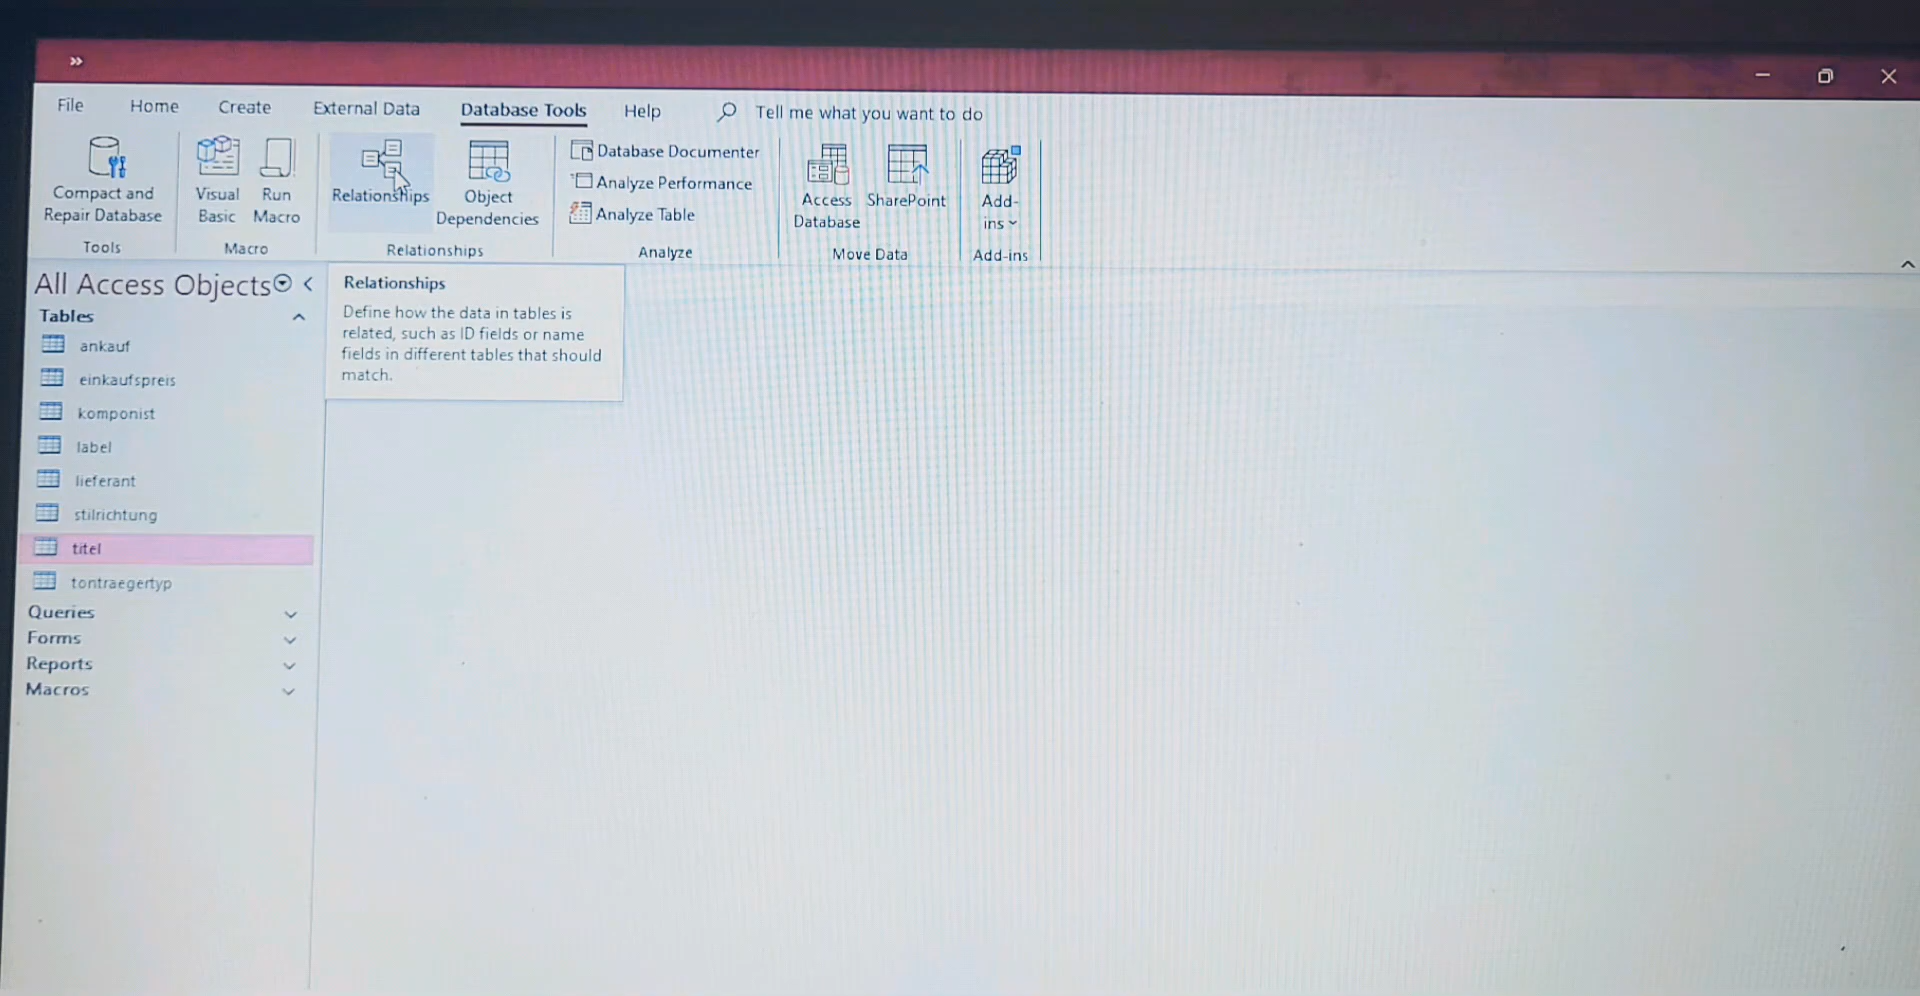 File Home Create External Data Database Tools Help Tell me what you want to do
Compact and
Repair Database
Tools
Visual
Basic
Run
Macro
Macro
Relationships
Object
Dependencies
Relationships
Database Documenter
Analyze Performance
Analyze Table
Analyze
Access
Database
SharePoint
Move Data
Add-
ins
Add-ins
All Access Objects
Tables
ankauf
einkaufspreis
komponist
label
lieferant
stilrichtung
titel
tontraegertyp
Queries
Forms
Reports
Macros
Relationships
Define how the data in tables is
related, such as ID fields or name
fields in different tables that should
match.